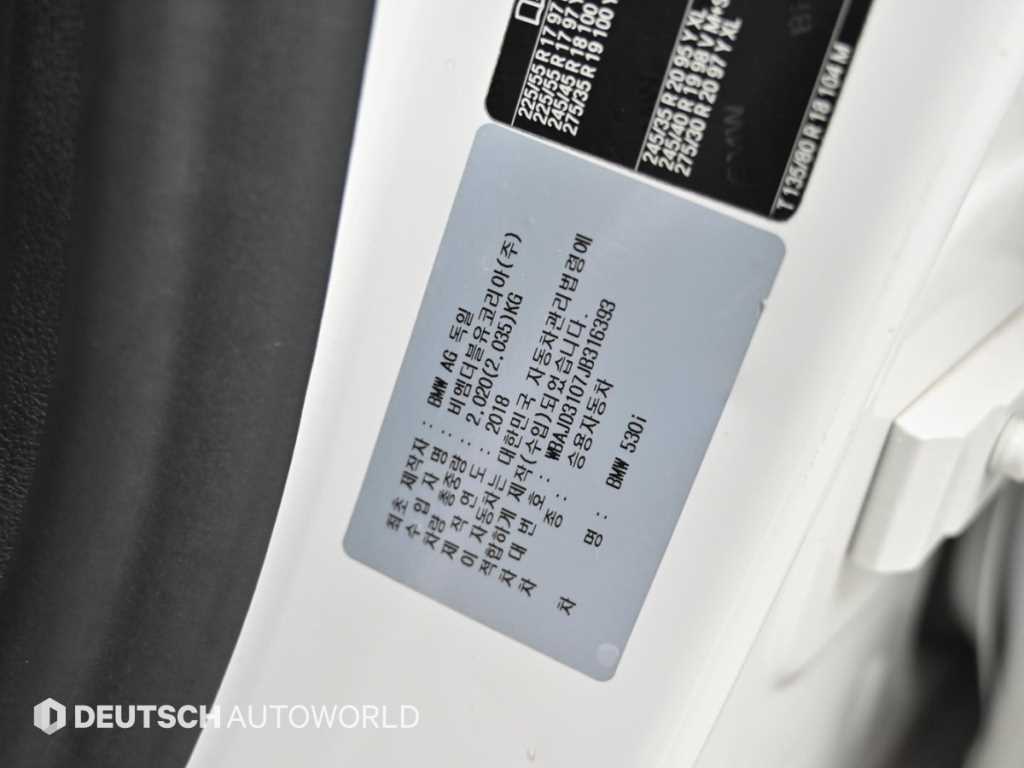 225/55 R 17 97
225/55 R 17 97 Y
245/45 R 18 100
275/35 R 19 100 Y
245/35 R 20 95 Y XL
245/40 R 19 98 V M+S
275/30 R 20 97 Y XL
T 135/80 R 18 104 M
최초 제작자 : BMW AG 독일
수 입 자 명 : 비엠더블유코리아(주)
차량 총중량 : 2.020(2.035)KG
제 작 연 도 : 2018
이 자동차는 대한민국 자동차관리법령에
적합하게 제작(수입)되었습니다.
차 대 번 호 : WBAJD3107JB316393
차 종 : 승용자동차
차 명 : BMW 530i
DEUTSCH AUTOWORLD